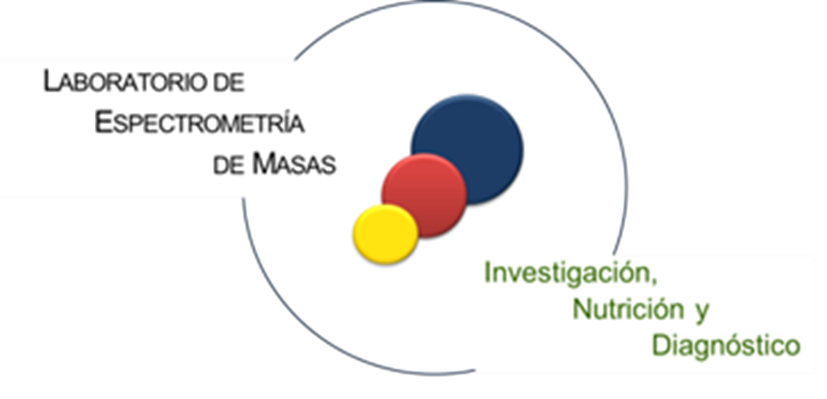 LABORATORIO DE
ESPECTROMETRÍA
DE MASAS
Investigación,
Nutrición y
Diagnóstico